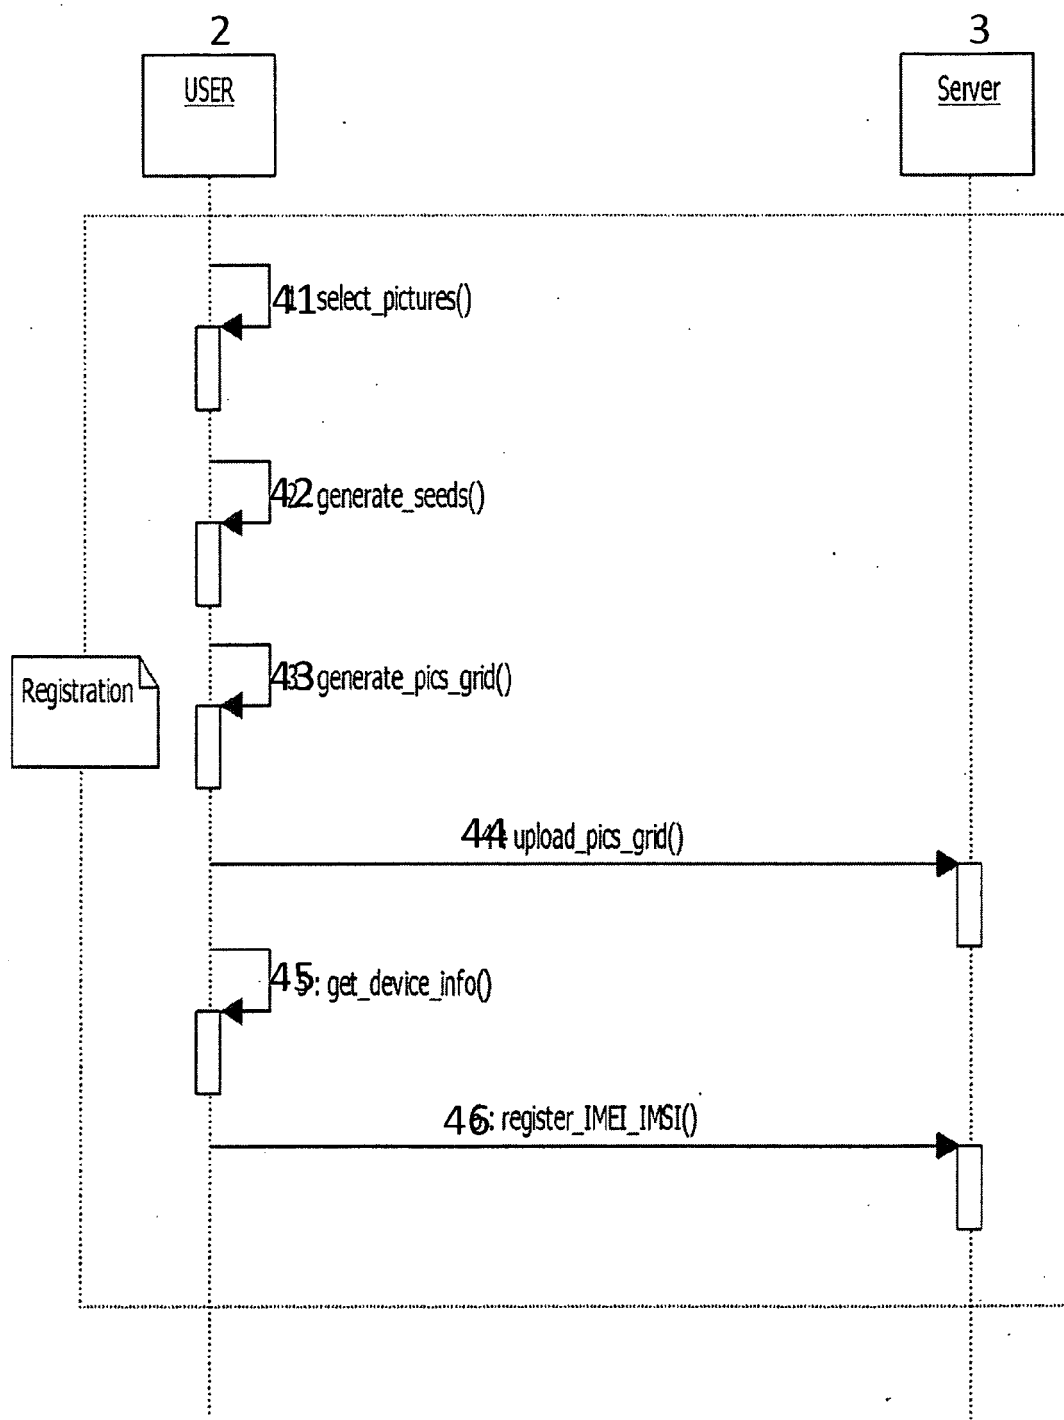 2
3
USER
Server
41 select_pictures()
42 generate_seeds()
43 generate_pics_grid()
Registration
44 upload_pics_grid()
45 : get_device_info()
46 : register_IMEI_IMSI()